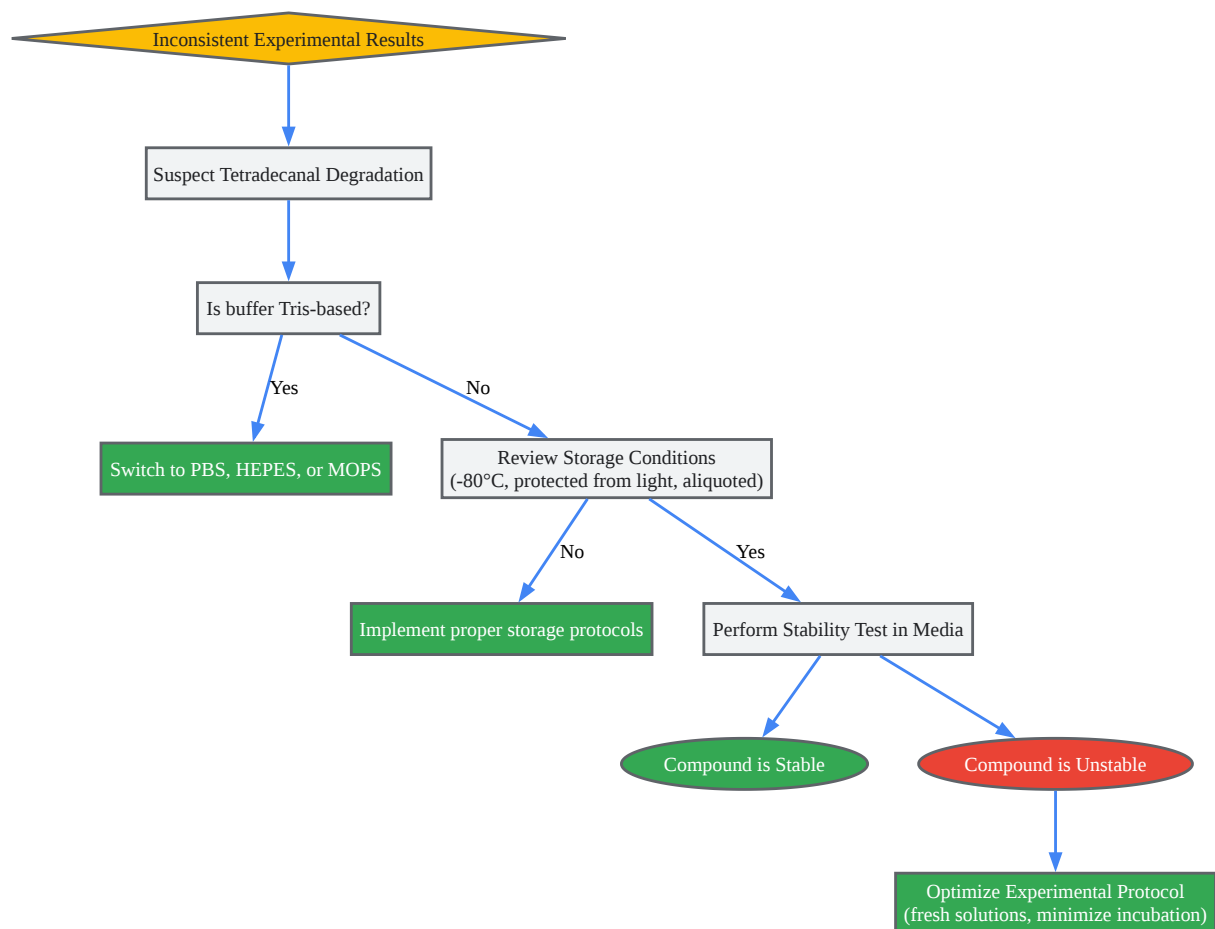 Inconsistent Experimental Results
Suspect Tetradecanal Degradation
Is buffer Tris-based?
Yes
No
Switch to PBS, HEPES, or MOPS
Review Storage Conditions
(-80°C, protected from light, aliquoted)
No
Yes
Implement proper storage protocols
Perform Stability Test in Media
Compound is Stable
Compound is Unstable
Optimize Experimental Protocol
(fresh solutions, minimize incubation)